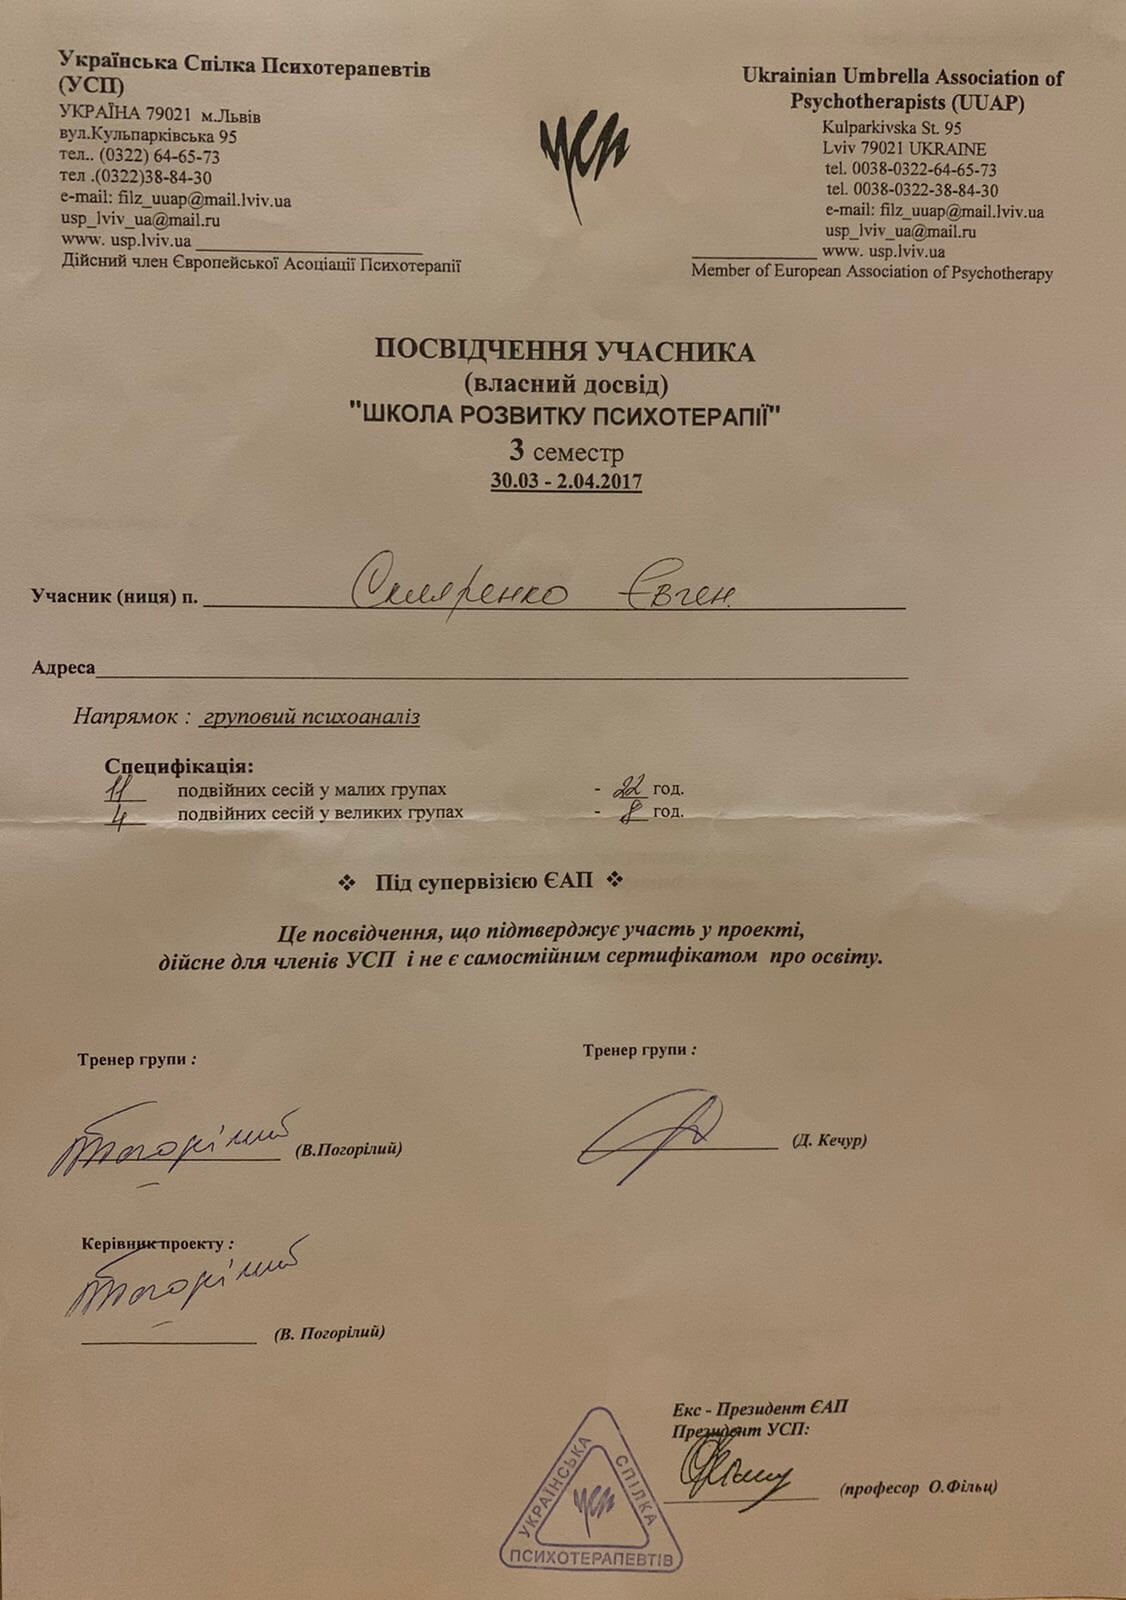 Українська Спілка Психотерапевтів
(УСП)
УКРАЇНА 79021 м.Львів
вул.Кульпарківська 95
тел.. (0322) 64-65-73
тел .(0322)38-84-30
e-mail: filz_uuap@mail.lviv.ua
usp_lviv_ua@mail.ru
www. usp.lviv.ua
Дійсний член Європейської Асоціації Психотерапії
усп
Ukrainian Umbrella Association of
Psychotherapists (UUAP)
Kulparkivska St. 95
Lviv 79021 UKRAINE
tel. 0038-0322-64-65-73
tel. 0038-0322-38-84-30
e-mail: filz_uuap@mail.lviv.ua
usp_lviv_ua@mail.ru
www. usp.lviv.ua
Member of European Association of Psychotherapy
ПОСВІДЧЕННЯ УЧАСНИКА
(власний досвід)
"ШКОЛА РОЗВИТКУ ПСИХОТЕРАПІЇ"
3 семестр
30.03 - 2.04.2017
Учасник (ниця) п. Скляренко Євген.
Адреса
Напрямок : груповий психоаналіз
Специфікація:
11 подвійних сесій у малих групах - 22 год.
4 подвійних сесій у великих групах - 8 год.
❖ Під супервізією ЄАП ❖
Це посвідчення, що підтверджує участь у проекті,
дійсне для членів УСП і не є самостійним сертифікатом про освіту.
Тренер групи :
Погорілий (В.Погорілий)
Тренер групи :
(Д. Кечур)
Керівник проекту :
Погорілий
(В. Погорілий)
Екс - Президент ЄАП
Президент УСП:
(професор О.Фільц)
УКРАЇНСЬКА СПІЛКА
усп
ПСИХОТЕРАПЕВТІВ